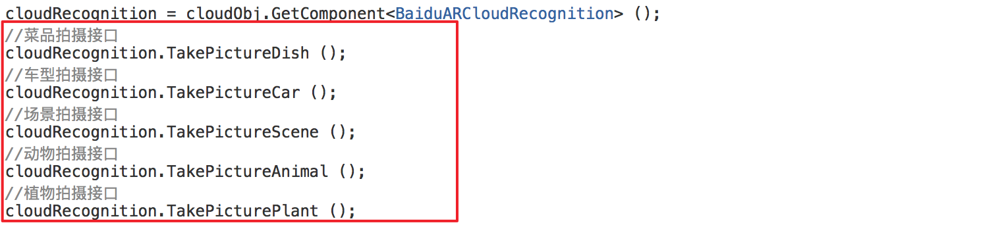 cloudRecognition = cloudObj.GetComponent<BaiduARCloudRecognition> ();
//菜品拍摄接口
cloudRecognition.TakePictureDish ();
//车型拍摄接口
cloudRecognition.TakePictureCar ();
//场景拍摄接口
cloudRecognition.TakePictureScene ();
//动物拍摄接口
cloudRecognition.TakePictureAnimal ();
//植物拍摄接口
cloudRecognition.TakePicturePlant ();